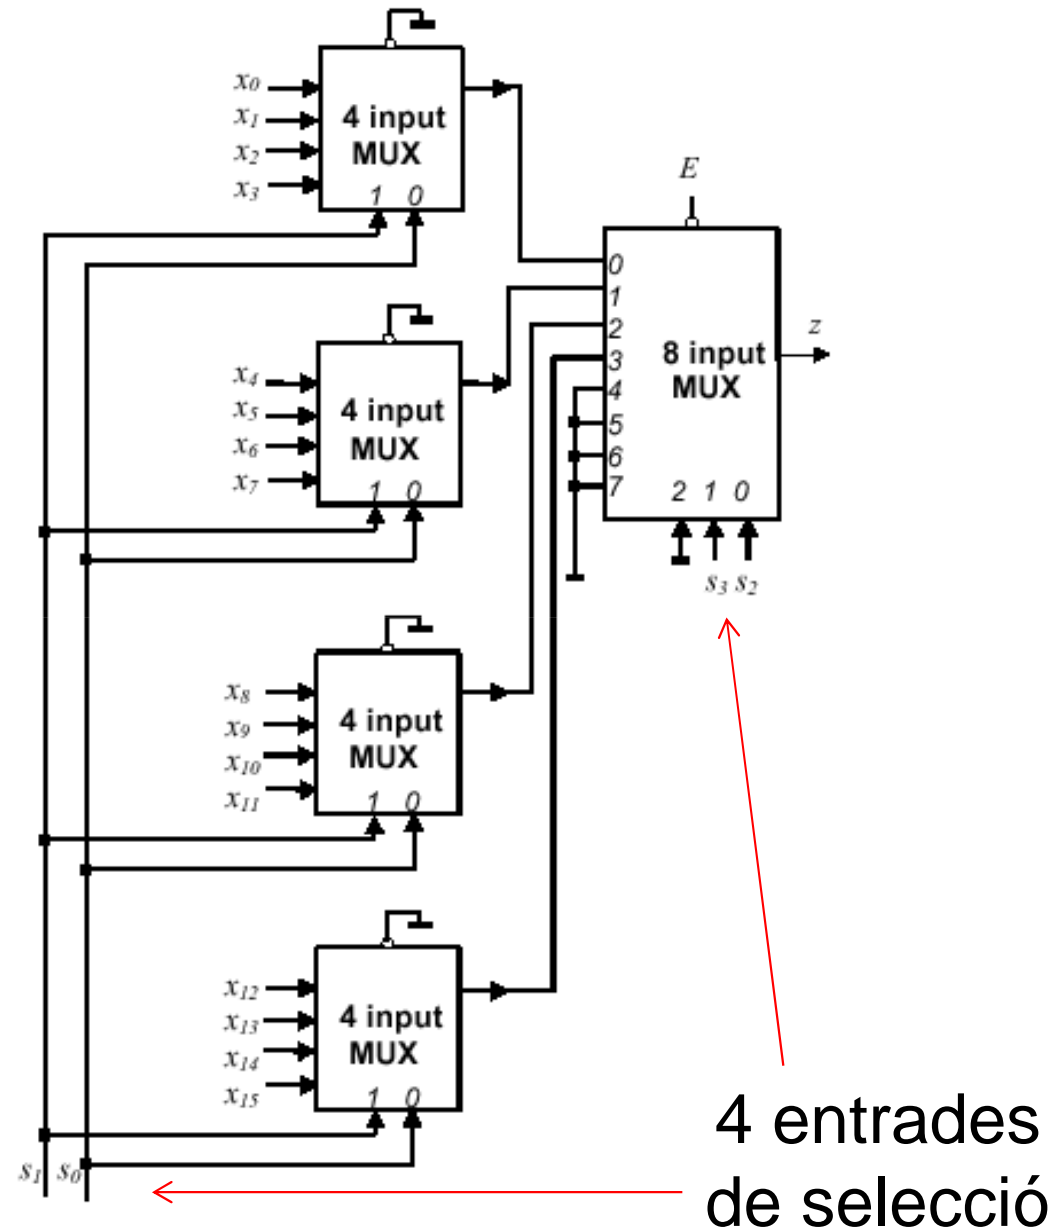 x₀
x₁
x₂
x₃
4 input
MUX
1 0
x₄
x₅
x₆
x₇
4 input
MUX
1 0
x₈
x₉
x₁₀
x₁₁
4 input
MUX
1 0
x₁₂
x₁₃
x₁₄
x₁₅
4 input
MUX
1 0
s₁ s₀
E
0
1
2
3
4
5
6
7
8 input
MUX
2 1 0
s₃ s₂
z
4 entrades
de selecció